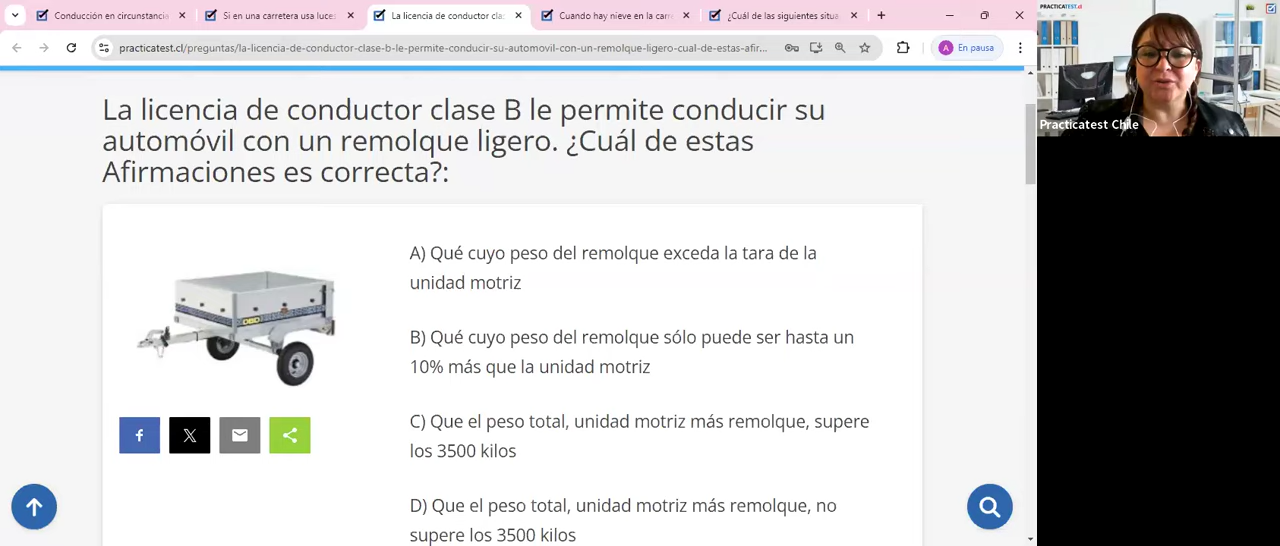 Conducción en circunstancia
Si en una carretera usa luces
La licencia de conductor clas
Cuando hay nieve en la carre
¿Cuál de las siguientes situa
practicatest.cl/preguntas/la-licencia-de-conductor-clase-b-le-permite-conducir-su-automovil-con-un-remolque-ligero-cual-de-estas-afir...
A
En pausa
PRACTICATEST.cl
Practicatest Chile
La licencia de conductor clase B le permite conducir su
automóvil con un remolque ligero. ¿Cuál de estas
Afirmaciones es correcta?:
A) Qué cuyo peso del remolque exceda la tara de la
unidad motriz
B) Qué cuyo peso del remolque sólo puede ser hasta un
10% más que la unidad motriz
C) Que el peso total, unidad motriz más remolque, supere
los 3500 kilos
D) Que el peso total, unidad motriz más remolque, no
supere los 3500 kilos